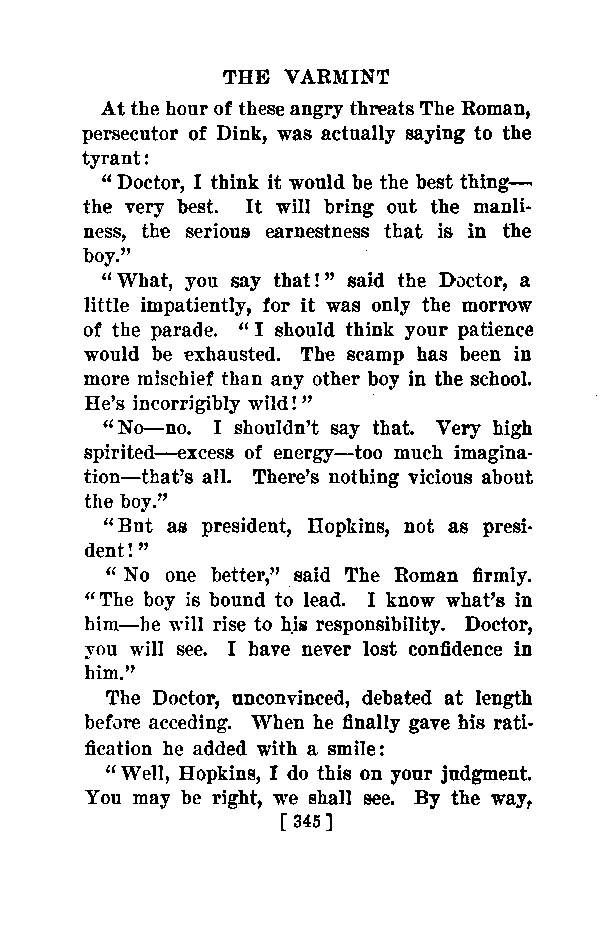 THE VARMINT
At the hour of these angry threats The Roman,
persecutor of Dink, was actually saying to the
tyrant:
"Doctor, I think it would be the best thing—
the very best. It will bring out the manli-
ness, the serious earnestness that is in the
boy."
"What, you say that!" said the Doctor, a
little impatiently, for it was only the morrow
of the parade. "I should think your patience
would be exhausted. The scamp has been in
more mischief than any other boy in the school.
He's incorrigibly wild!"
"No—no. I shouldn't say that. Very high
spirited—excess of energy—too much imagina-
tion—that's all. There's nothing vicious about
the boy."
"But as president, Hopkins, not as presi-
dent!"
"No one better," said The Roman firmly.
"The boy is bound to lead. I know what's in
him—he will rise to his responsibility. Doctor,
you will see. I have never lost confidence in
him."
The Doctor, unconvinced, debated at length
before acceding. When he finally gave his rati-
fication he added with a smile:
"Well, Hopkins, I do this on your judgment.
You may be right, we shall see. By the way,
[ 345 ]